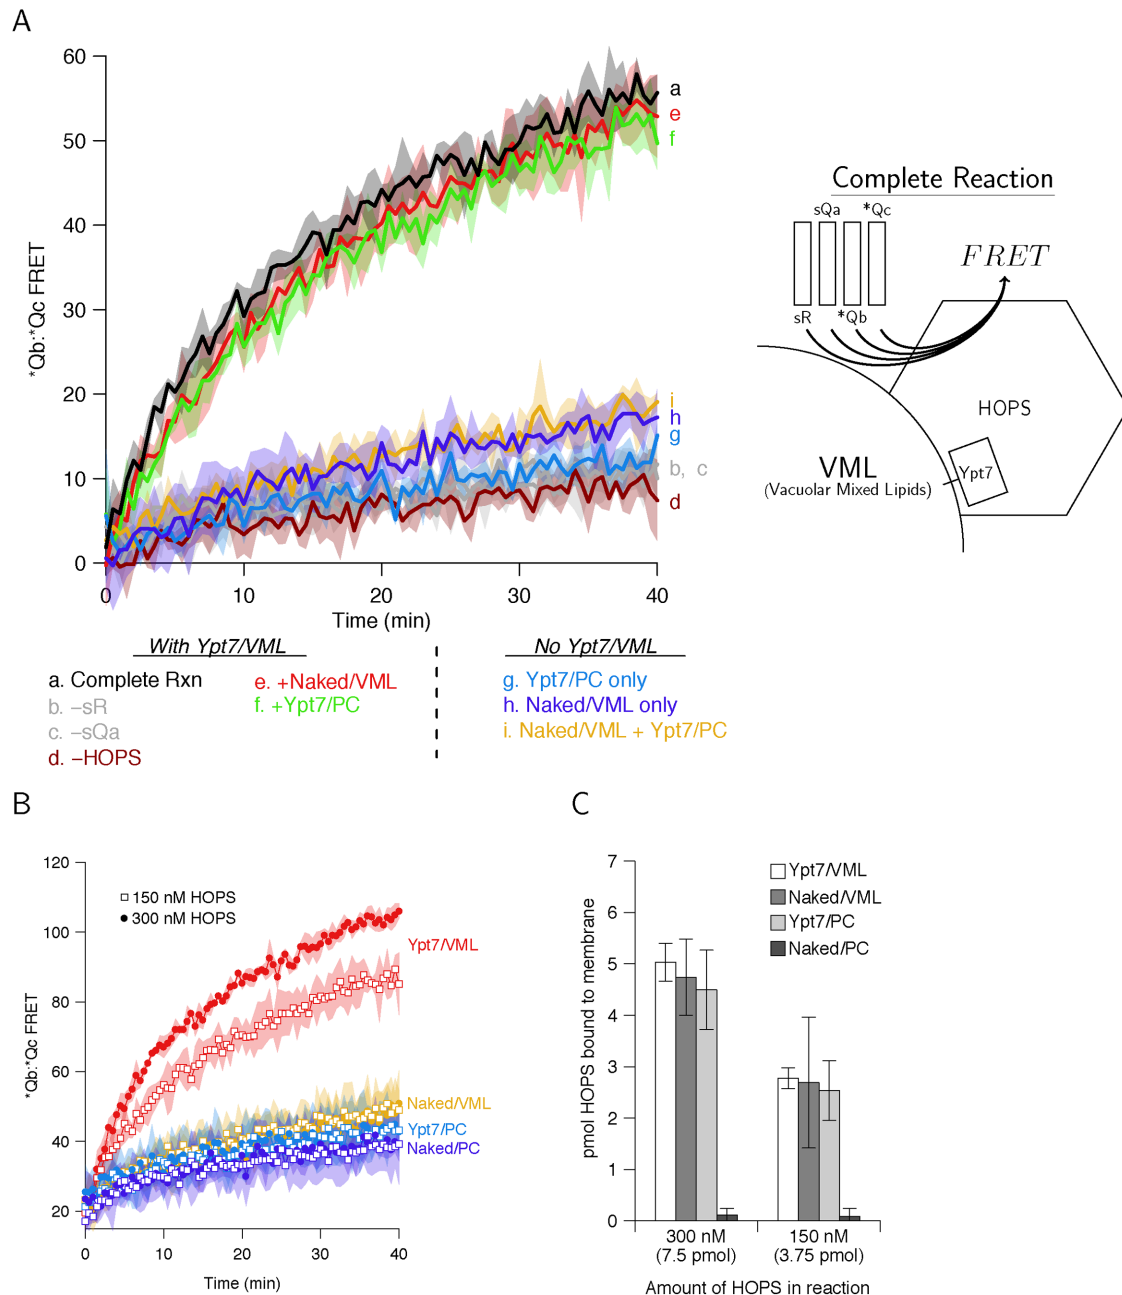 A
60
50
40
30
20
10
0
*Qb:*Qc FRET
a
e
f
i
h
g
b, c
d
0
10
20
30
40
Time (min)
Complete Reaction
sQa
*Qc
sR
*Qb
FRET
HOPS
Ypt7
VML
(Vacuolar Mixed Lipids)
With Ypt7/VML
No Ypt7/VML
a. Complete Rxn
b. –sR
c. –sQa
d. –HOPS
e. +Naked/VML
f. +Ypt7/PC
g. Ypt7/PC only
h. Naked/VML only
i. Naked/VML + Ypt7/PC
B
120
100
80
60
40
20
*Qb:*Qc FRET
150 nM HOPS
300 nM HOPS
Ypt7/VML
Naked/VML
Ypt7/PC
Naked/PC
0
10
20
30
40
Time (min)
C
7
6
5
4
3
2
1
0
pmol HOPS bound to membrane
Ypt7/VML
Naked/VML
Ypt7/PC
Naked/PC
300 nM
(7.5 pmol)
150 nM
(3.75 pmol)
Amount of HOPS in reaction